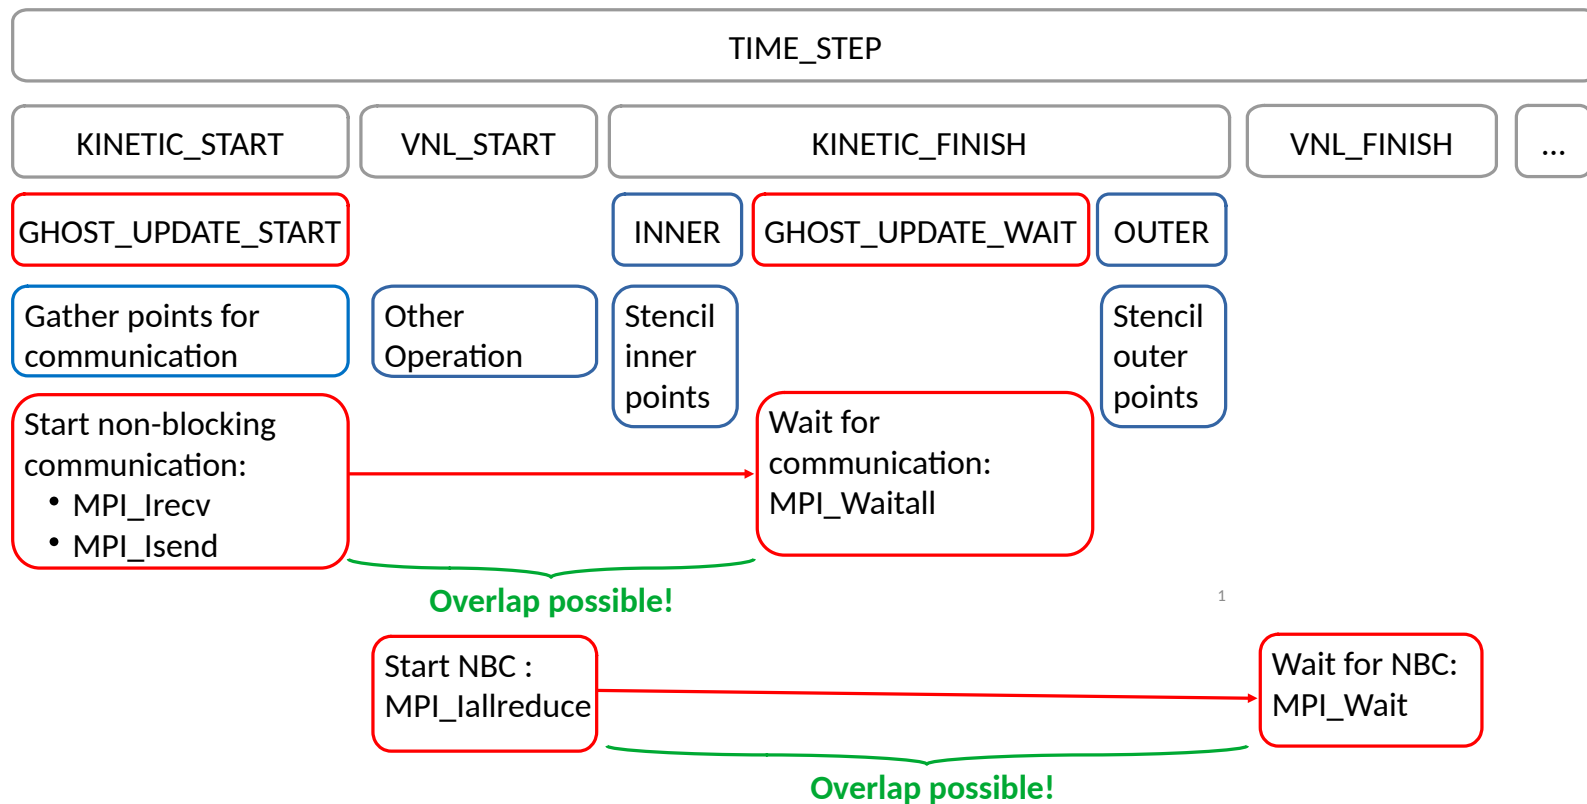 TIME_STEP
KINETIC_START
VNL_START
KINETIC_FINISH
VNL_FINISH
...
GHOST_UPDATE_START
INNER
GHOST_UPDATE_WAIT
OUTER
Gather points for
communication
Other
Operation
Stencil
inner
points
Stencil
outer
points
Start non-blocking
communication:
• MPI_Irecv
• MPI_Isend
Wait for
communication:
MPI_Waitall
Overlap possible!
1
Start NBC :
MPI_Iallreduce
Wait for NBC:
MPI_Wait
Overlap possible!